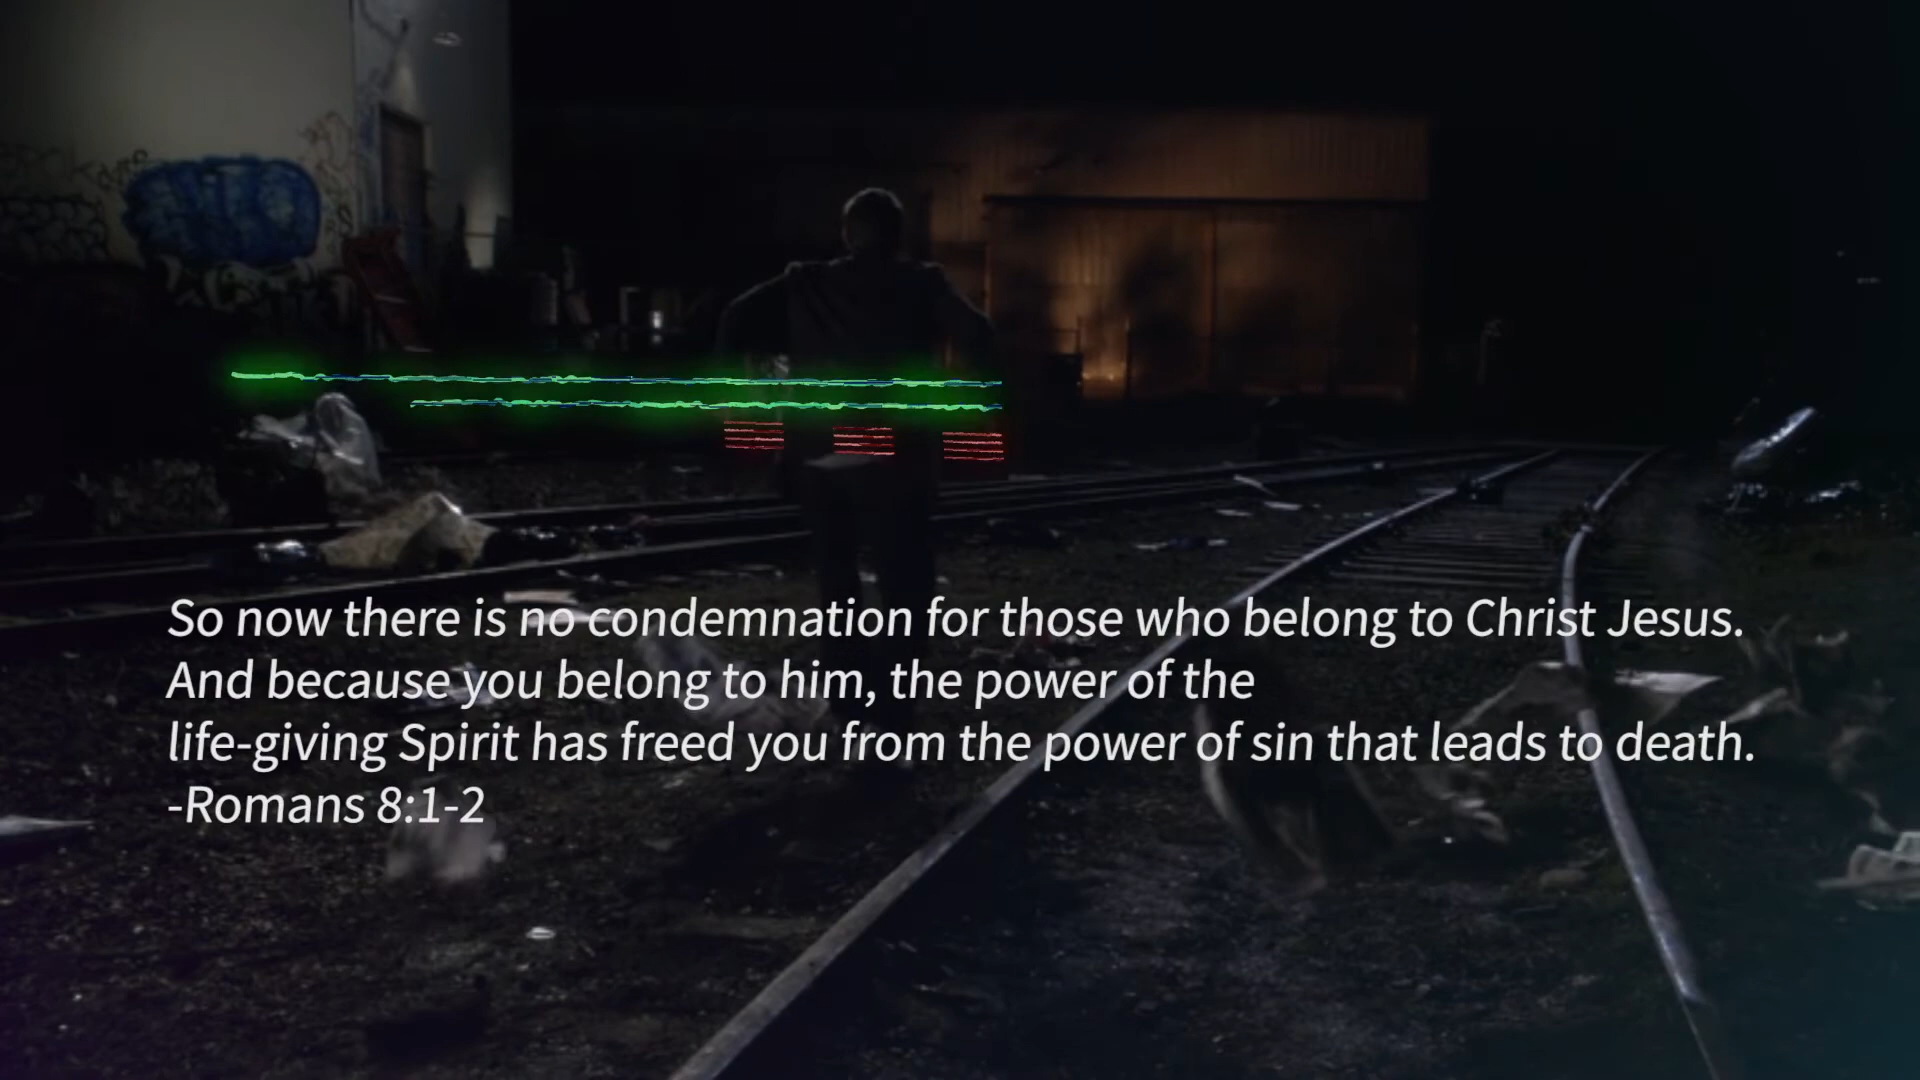 So now there is no condemnation for those who belong to Christ Jesus.
And because you belong to him, the power of the
life-giving Spirit has freed you from the power of sin that leads to death.
-Romans 8:1-2